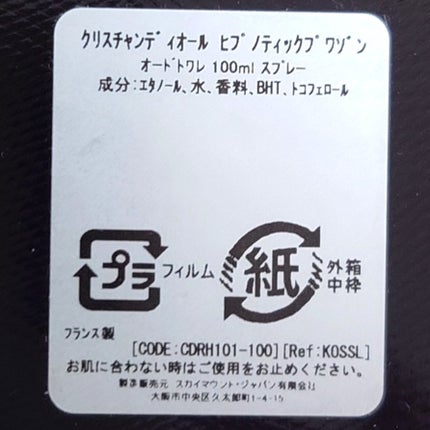 クリスチャンディオール ヒプノティックプワゾン
オードトワレ 100ml スプレー
成分：エタノール、水、香料、BHT、トコフェロール
プラ フィルム 紙 外箱
中枠
フランス製
[CODE:CDRH101-100][Ref:KOSSL]
お肌に合わない時はご使用をお止めください。
製造販売元 スカイマウント・ジャパン有限会社
大阪市中央区久太郎町1-4-15